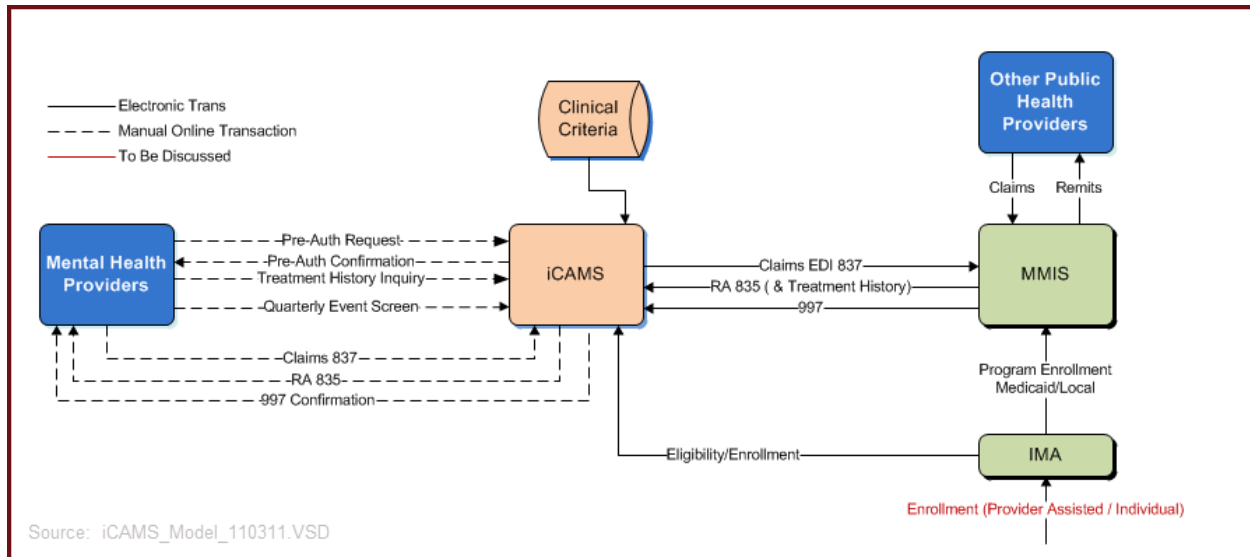 Electronic Trans
Manual Online Transaction
To Be Discussed
Clinical
Criteria
Other Public
Health
Providers
Claims
Remits
Mental Health
Providers
Pre-Auth Request
Pre-Auth Confirmation
Treatment History Inquiry
Quarterly Event Screen
iCAMS
Claims EDI 837
RA 835 ( & Treatment History)
997
MMIS
Claims 837
RA 835
997 Confirmation
Program Enrollment
Medicaid/Local
Eligibility/Enrollment
IMA
Enrollment (Provider Assisted / Individual)
Source: iCAMS_Model_110311.VSD